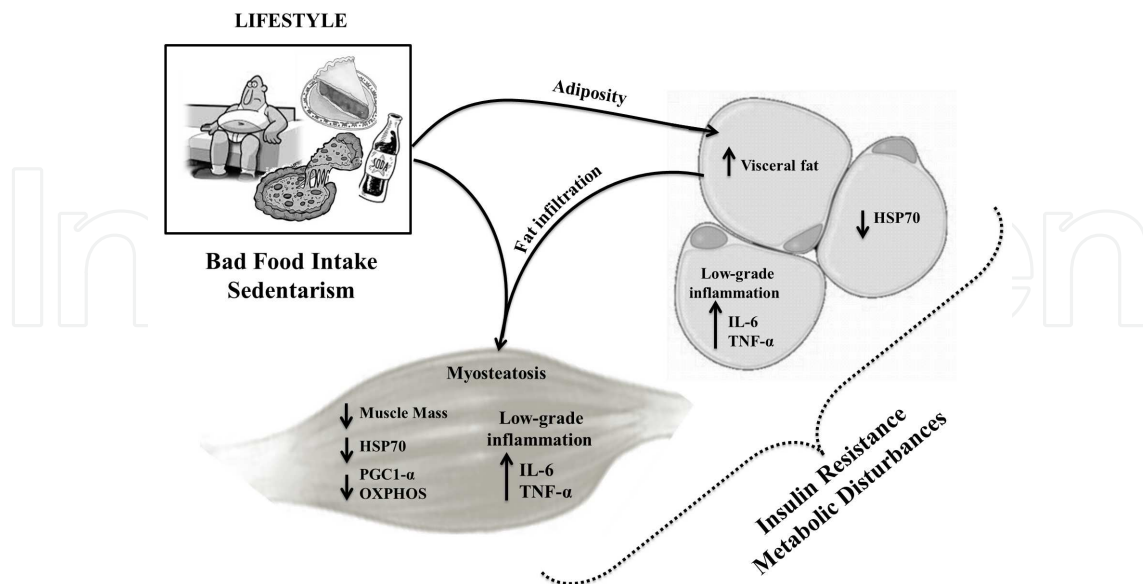 LIFESTYLE
SODA
Bad Food Intake
Sedentarism
Adiposity
Fat infiltration
Visceral fat
HSP70
Low-grade
inflammation
IL-6
TNF-α
Myosteatosis
Muscle Mass
HSP70
PGC1-α
OXPHOS
Low-grade
inflammation
IL-6
TNF-α
Insulin Resistance
Metabolic Disturbances